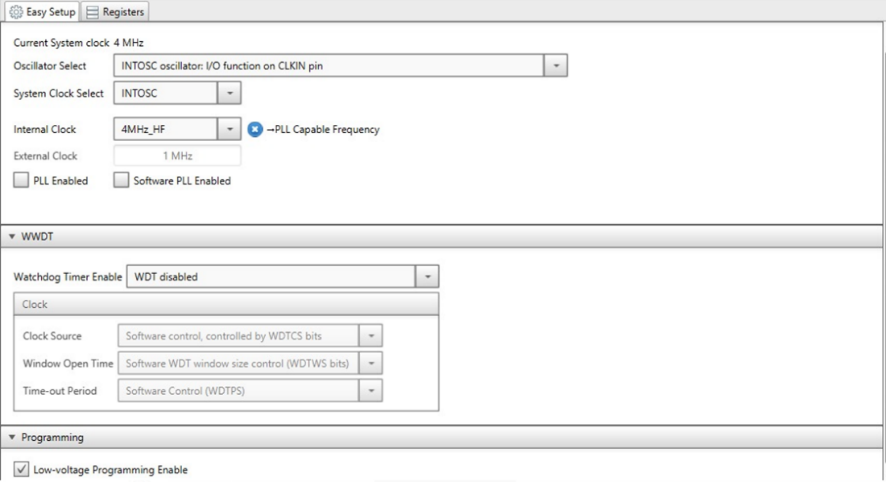 Easy Setup Registers
Current System clock 4 MHz
Oscillator Select INTOSC oscillator: I/O function on CLKIN pin
System Clock Select INTOSC
Internal Clock 4MHz_HF →PLL Capable Frequency
External Clock 1 MHz
PLL Enabled Software PLL Enabled
WWDT
Watchdog Timer Enable WDT disabled
Clock
Clock Source Software control, controlled by WDTCS bits
Window Open Time Software WDT window size control (WDTWS bits)
Time-out Period Software Control (WDTPS)
Programming
Low-voltage Programming Enable